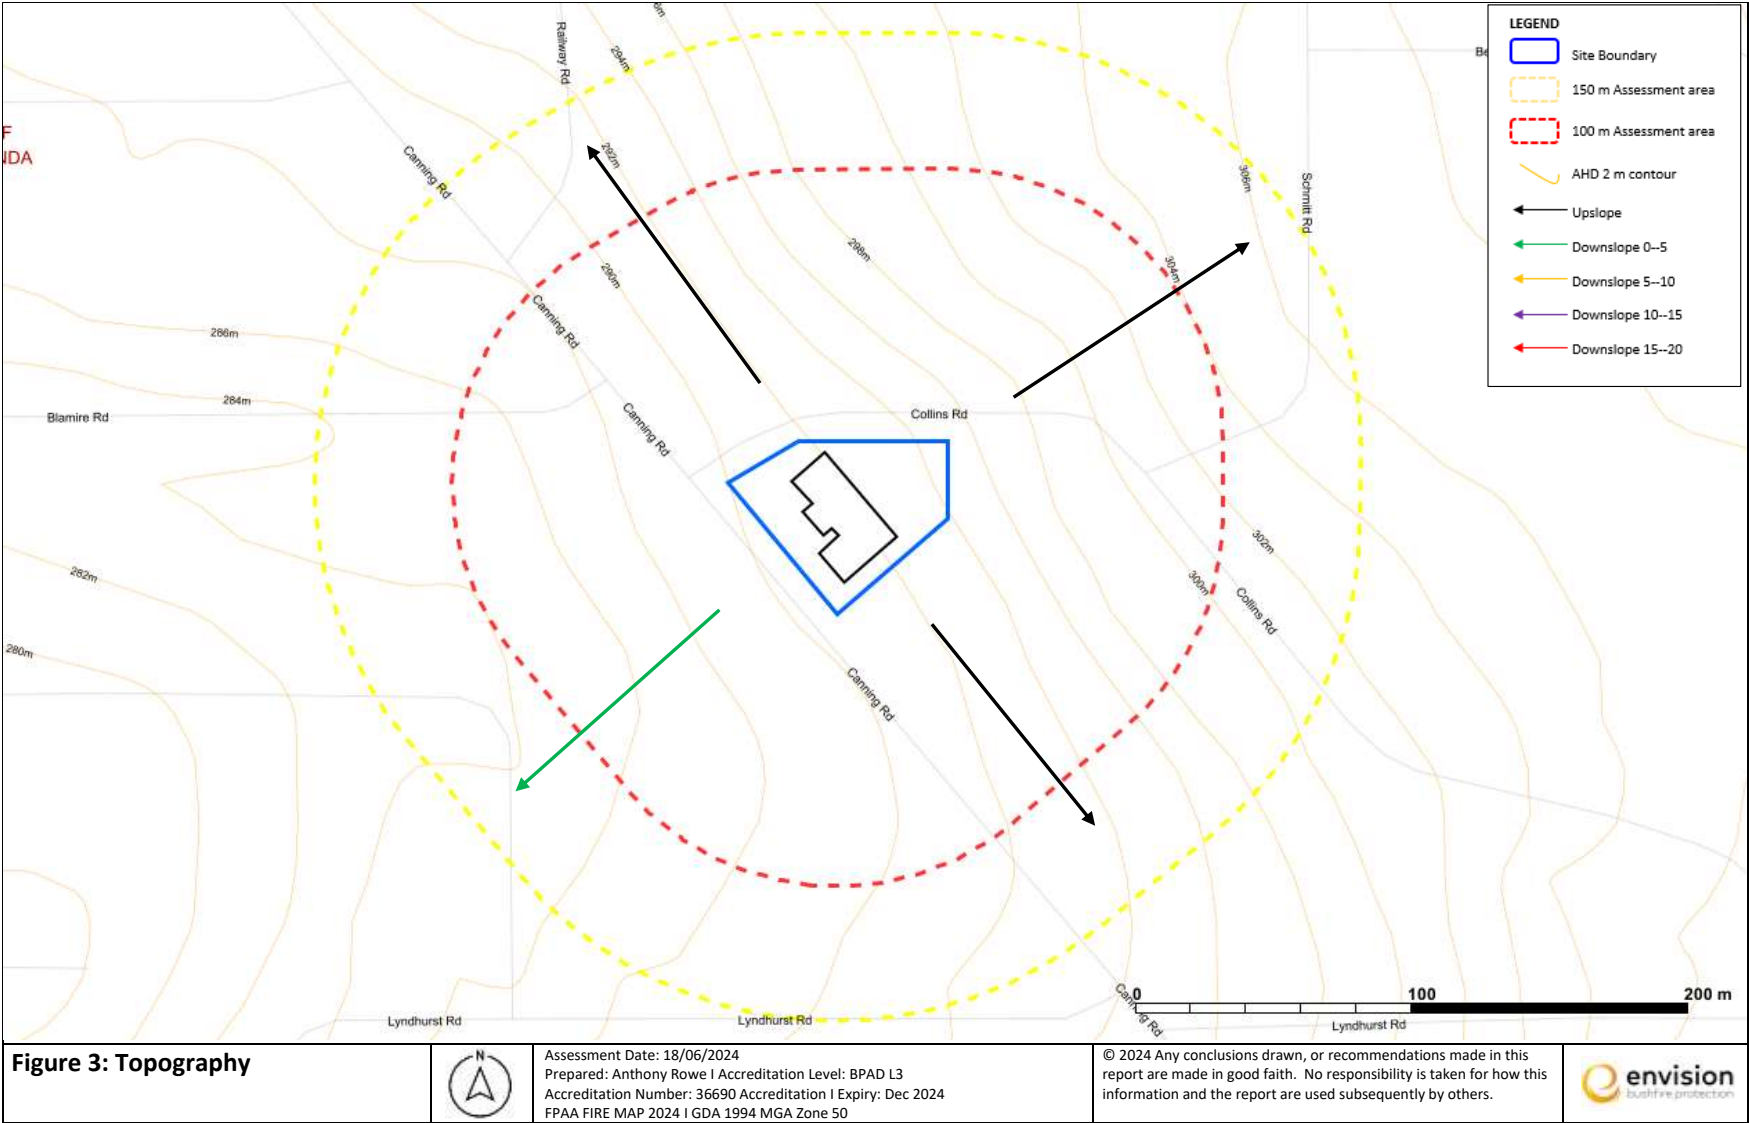 LEGEND
Site Boundary
150 m Assessment area
100 m Assessment area
AHD 2 m contour
Upslope
Downslope 0--5
Downslope 5--10
Downslope 10--15
Downslope 15--20
Railway Rd
294m
292m
Canning Rd
F
NDA
290m
298m
306m
304m
Schmitt Rd
Be
Canning Rd
286m
284m
Blamire Rd
Canning Rd
Collins Rd
282m
280m
302m
300m
Collins Rd
Canning Rd
Canning Rd
Lyndhurst Rd
Lyndhurst Rd
Lyndhurst Rd
0 100 200 m
Figure 3: Topography
N
Assessment Date: 18/06/2024
Prepared: Anthony Rowe I Accreditation Level: BPAD L3
Accreditation Number: 36690 Accreditation I Expiry: Dec 2024
FPAA FIRE MAP 2024 I GDA 1994 MGA Zone 50
© 2024 Any conclusions drawn, or recommendations made in this
report are made in good faith. No responsibility is taken for how this
information and the report are used subsequently by others.
envision
bushfire protection